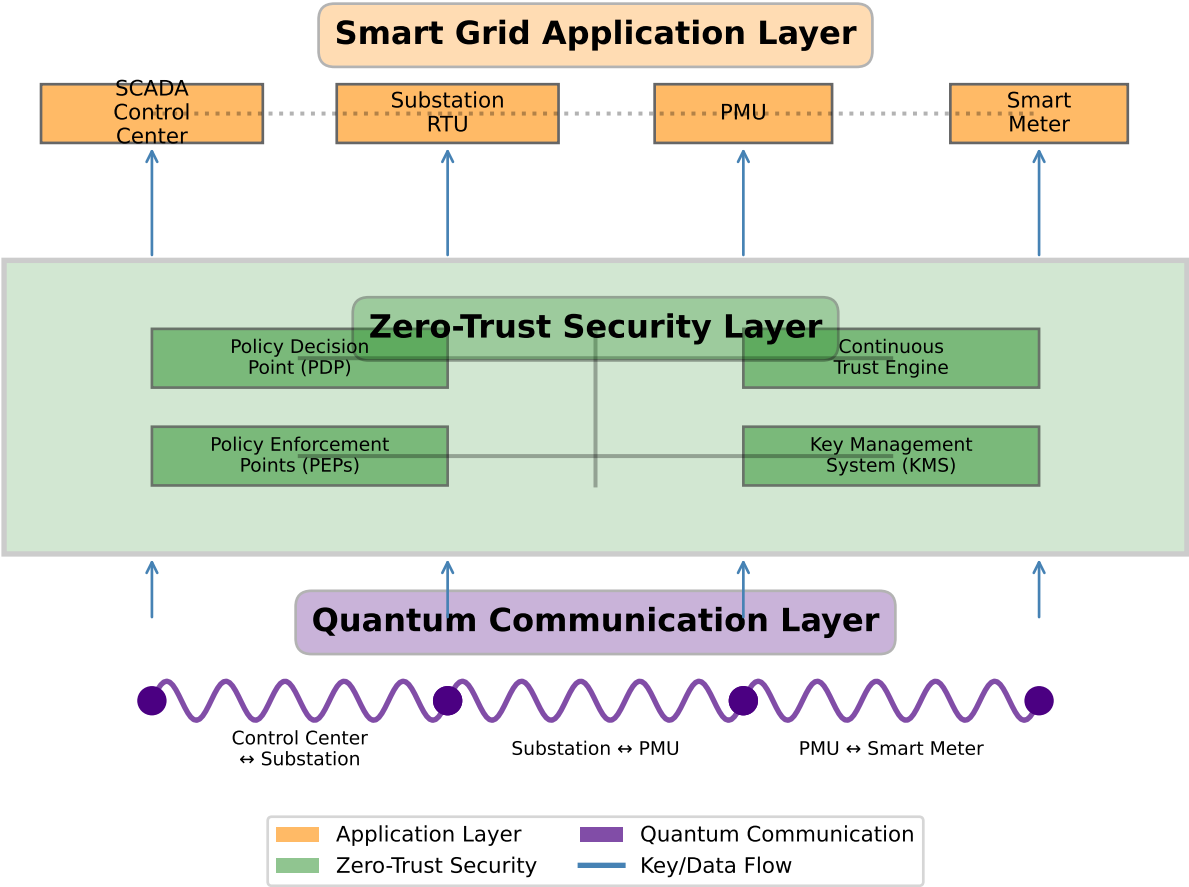 Smart Grid Application Layer
SCADA
Control
Center
Substation
RTU
PMU
Smart
Meter
Zero-Trust Security Layer
Policy Decision
Point (PDP)
Continuous
Trust Engine
Policy Enforcement
Points (PEPs)
Key Management
System (KMS)
Quantum Communication Layer
Control Center
↔ Substation
Substation ↔ PMU
PMU ↔ Smart Meter
Application Layer
Zero-Trust Security
Quantum Communication
Key/Data Flow